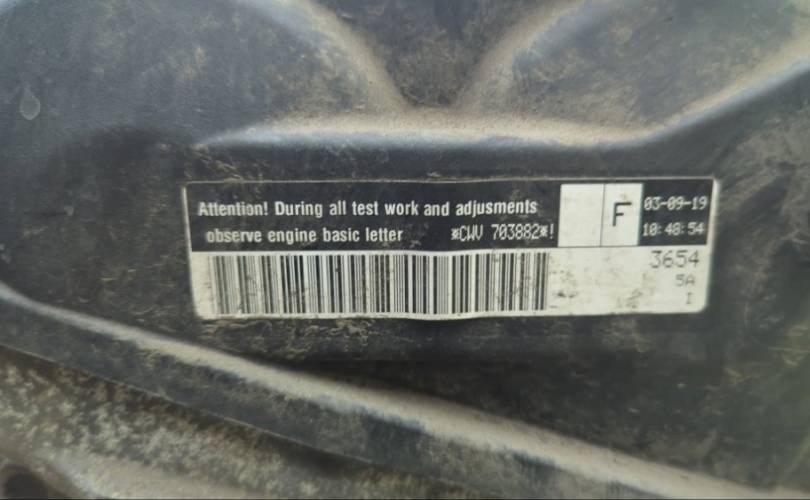 Attention! During all test work and adjusments
observe engine basic letter *CWV 703882*!
F
03-09-19
10:48:54
3654
5A
I